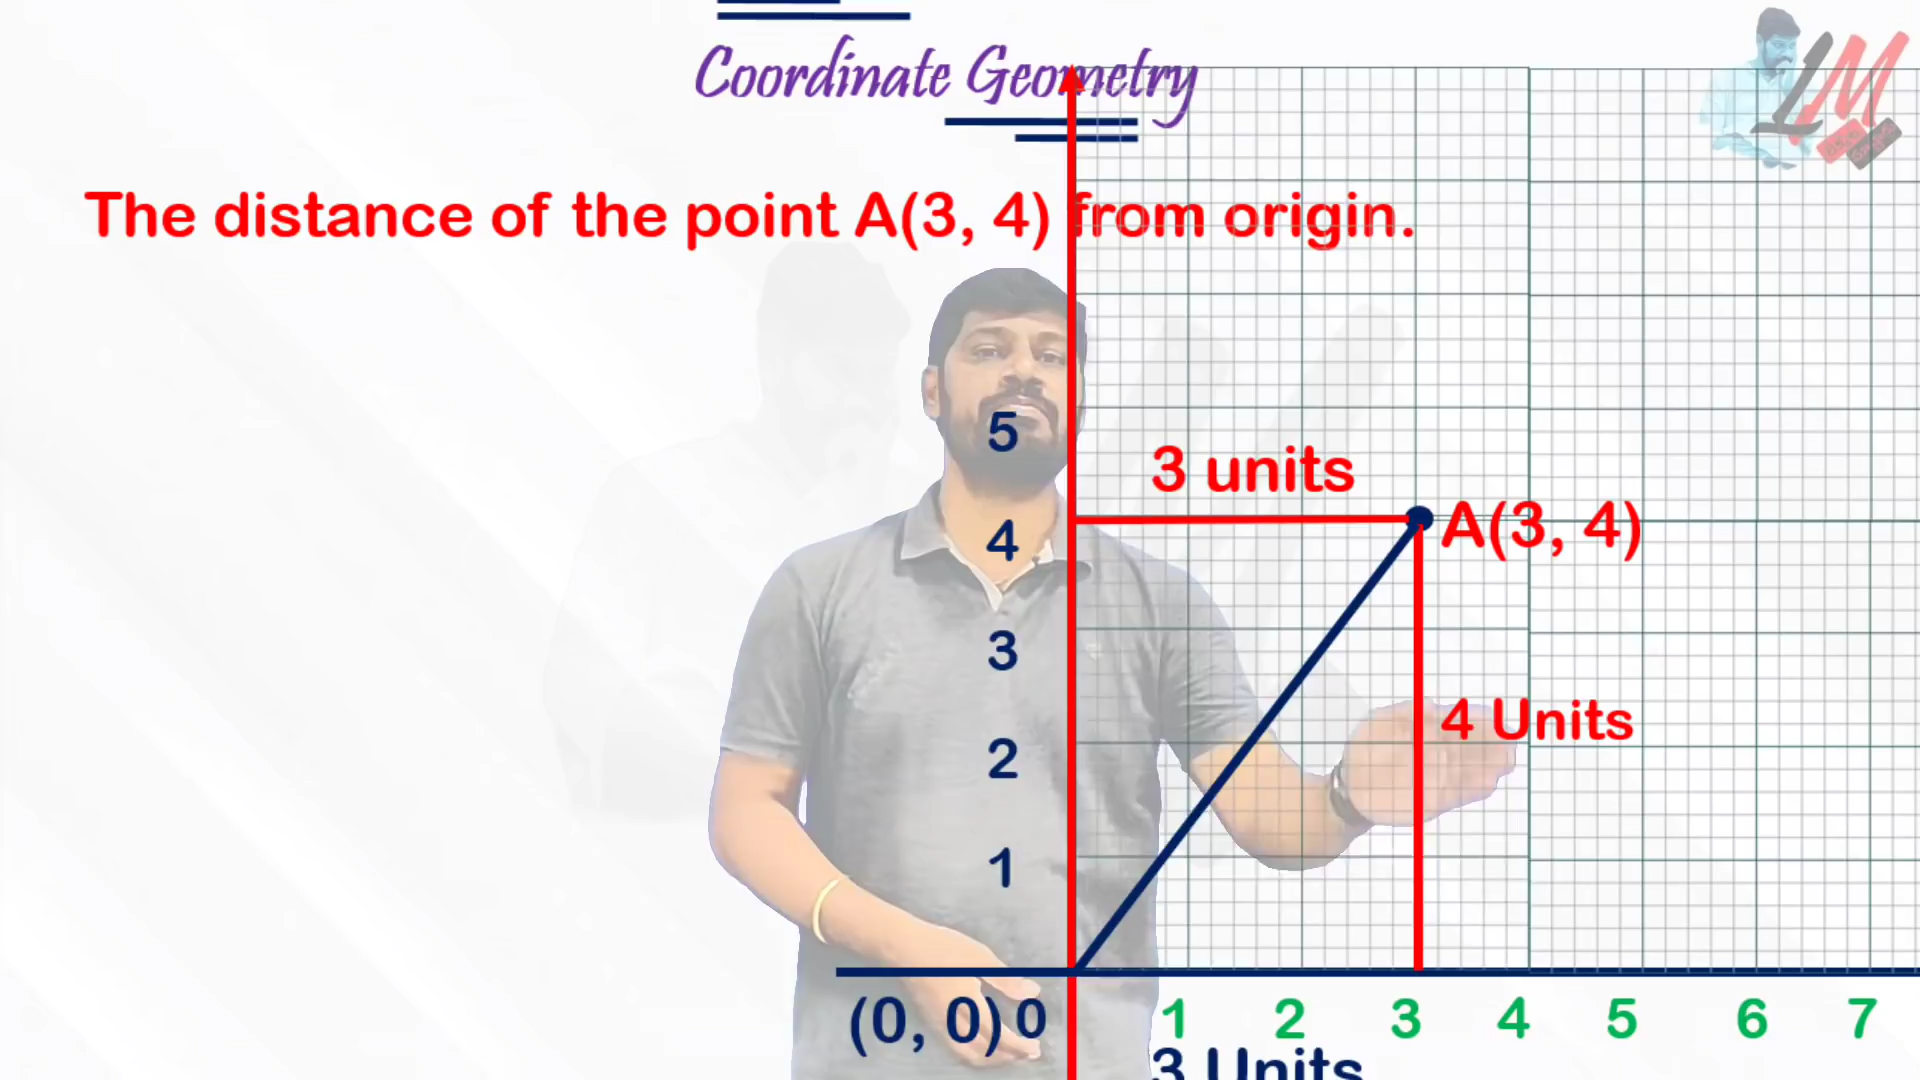 Coordinate Geometry
LM
The distance of the point A(3, 4) from origin.
5
3 units
4
A(3, 4)
3
4 Units
2
1
(0, 0) 0 1 2 3 4 5 6 7
3 Units